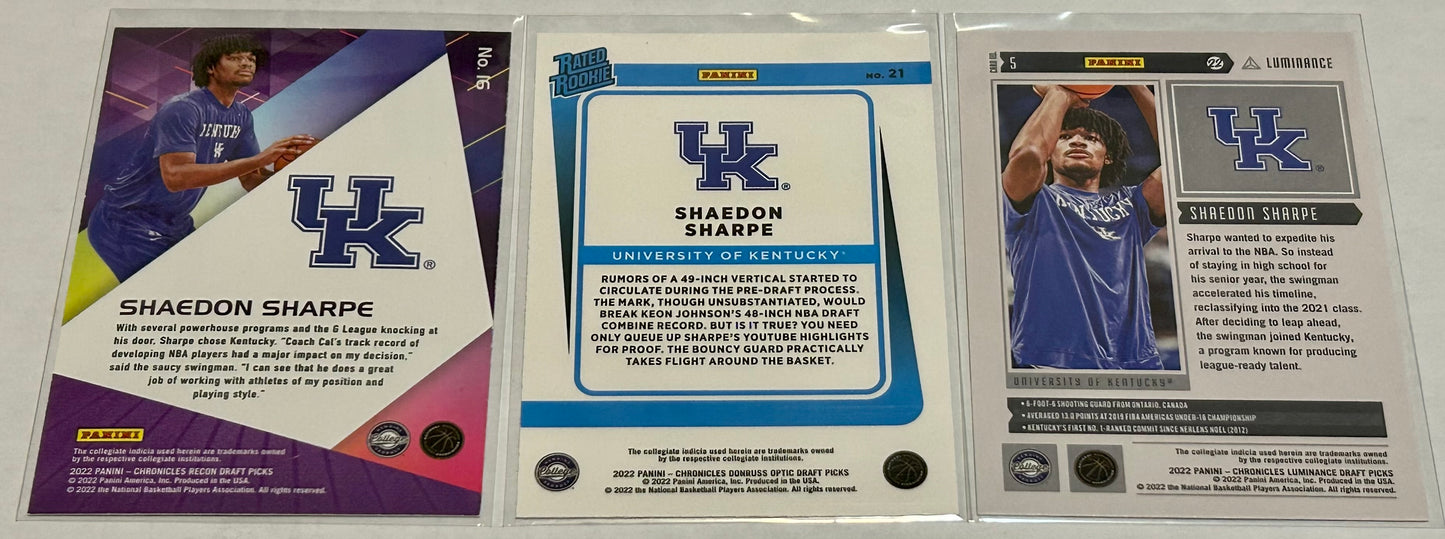 No. 16
KENTUCKY
UK®
SHAEDON SHARPE
With several powerhouse programs and the G League knocking at
his door, Sharpe chose Kentucky. "Coach Cal's track record of
developing NBA players had a major impact on my decision,"
said the saucy swingman. "I can see that he does a great
job of working with athletes of my position and
playing style."
PANINI
College
The collegiate indicia used herein are trademarks owned
by the respective collegiate institutions.
2022 PANINI – CHRONICLES RECON DRAFT PICKS
© 2022 Panini America, Inc. Produced in the USA.
© 2022 the National Basketball Players Association. All rights reserved.
RATED
ROOKIE
PANINI
NO. 21
UK®
SHAEDON
SHARPE
UNIVERSITY OF KENTUCKY®
RUMORS OF A 49-INCH VERTICAL STARTED TO
CIRCULATE DURING THE PRE-DRAFT PROCESS.
THE MARK, THOUGH UNSUBSTANTIATED, WOULD
BREAK KEON JOHNSON'S 48-INCH NBA DRAFT
COMBINE RECORD. BUT IS IT TRUE? YOU NEED
ONLY QUEUE UP SHARPE'S YOUTUBE HIGHLIGHTS
FOR PROOF. THE BOUNCY GUARD PRACTICALLY
TAKES FLIGHT AROUND THE BASKET.
College
The collegiate indicia used herein are trademarks owned
by the respective collegiate institutions.
2022 PANINI – CHRONICLES DONRUSS OPTIC DRAFT PICKS
© 2022 Panini America, Inc. Produced in the USA.
© 2022 the National Basketball Players Association. All rights reserved.
CARD NO. 5
PANINI
22
LUMINANCE
KENTUCKY
UK
UK®
SHAEDON SHARPE
Sharpe wanted to expedite his
arrival to the NBA. So instead
of staying in high school for
his senior year, the swingman
accelerated his timeline,
reclassifying into the 2021 class.
After deciding to leap ahead,
the swingman joined Kentucky,
a program known for producing
league-ready talent.
UNIVERSITY OF KENTUCKY®
• 6-FOOT-6 SHOOTING GUARD FROM ONTARIO, CANADA
• AVERAGED 13.0 POINTS AT 2019 FIBA AMERICAS UNDER-16 CHAMPIONSHIP
• KENTUCKY'S FIRST NO. 1-RANKED COMMIT SINCE NERLENS NOEL (2012)
College
The collegiate indicia used herein are trademarks owned
by the respective collegiate institutions.
2022 PANINI – CHRONICLES LUMINANCE DRAFT PICKS
© 2022 Panini America, Inc. Produced in the USA.
© 2022 the National Basketball Players Association. All rights reserved.